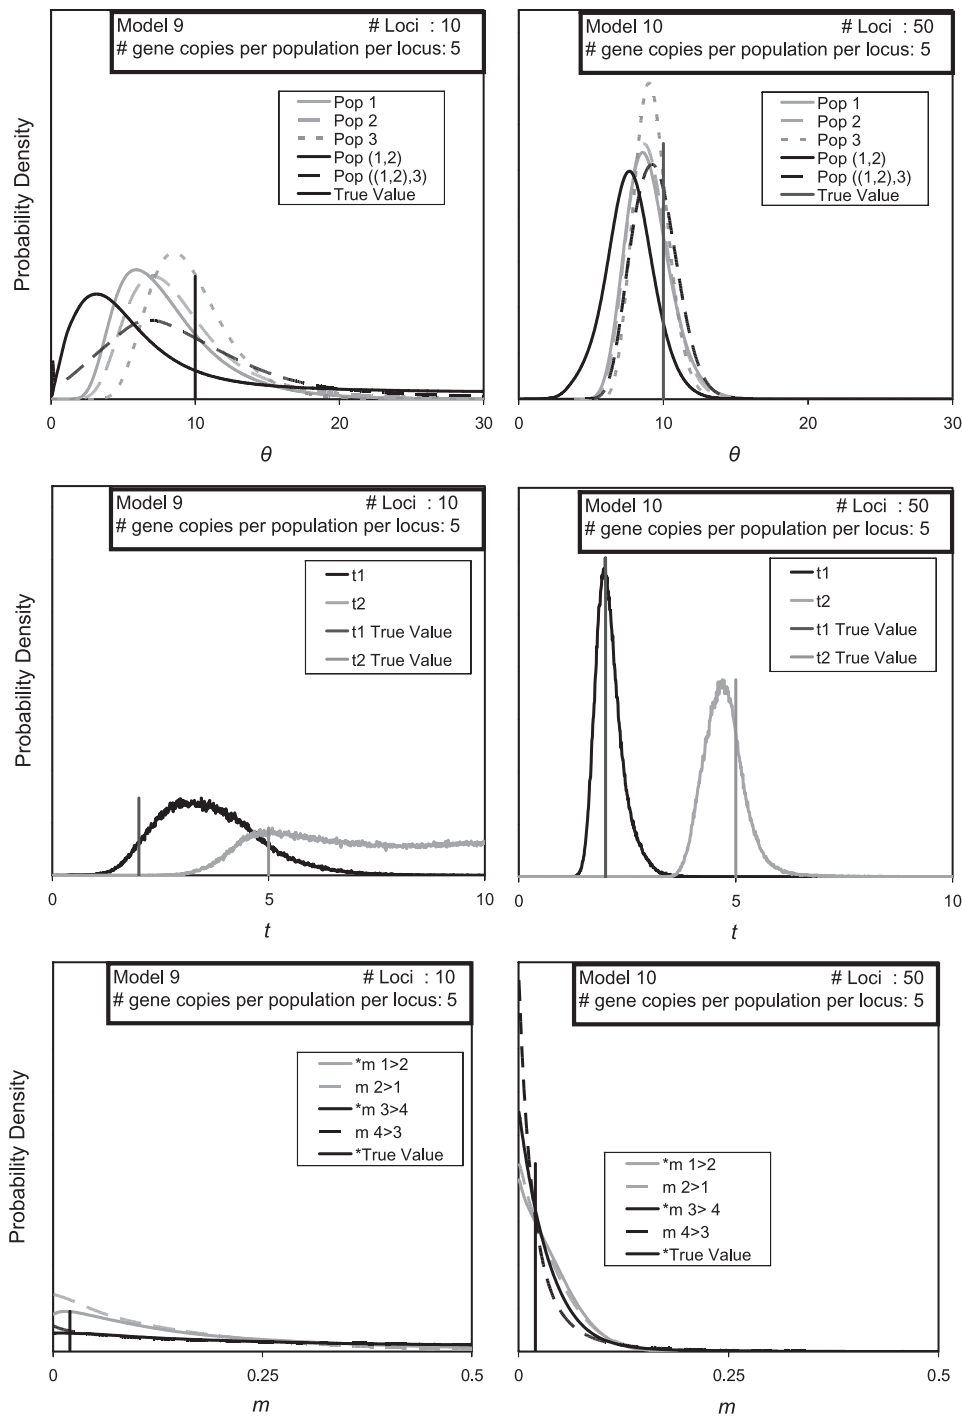 Model 9 # Loci : 10
# gene copies per population per locus: 5
Pop 1
Pop 2
Pop 3
Pop (1,2)
Pop ((1,2),3)
True Value
Probability Density
0 10 20 30
θ
Model 10 # Loci : 50
# gene copies per population per locus: 5
Pop 1
Pop 2
Pop 3
Pop (1,2)
Pop ((1,2),3)
True Value
0 10 20 30
θ
Model 9 # Loci : 10
# gene copies per population per locus: 5
t1
t2
t1 True Value
t2 True Value
Probability Density
0 5 10
t
Model 10 # Loci : 50
# gene copies per population per locus: 5
t1
t2
t1 True Value
t2 True Value
0 5 10
t
Model 9 # Loci : 10
# gene copies per population per locus: 5
*m 1>2
m 2>1
*m 3>4
m 4>3
*True Value
Probability Density
0 0.25 0.5
m
Model 10 # Loci : 50
# gene copies per population per locus: 5
*m 1>2
m 2>1
*m 3> 4
m 4>3
*True Value
0 0.25 0.5
m